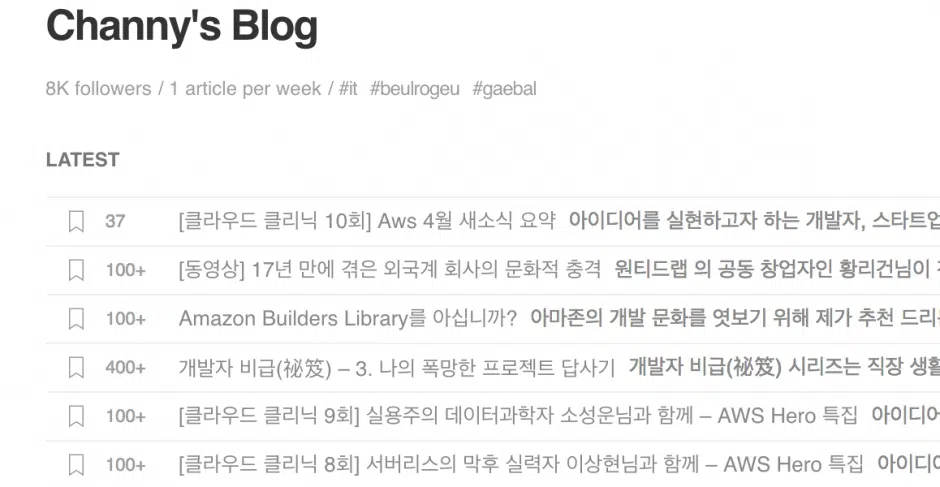 Channy's Blog
8K followers / 1 article per week / #it #beulrogeu #gaebal
LATEST
37 [클라우드 클리닉 10회] Aws 4월 새소식 요약 아이디어를 실현하고자 하는 개발자, 스타트업
100+ [동영상] 17년 만에 겪은 외국계 회사의 문화적 충격 원티드랩 의 공동 창업자인 황리건님이
100+ Amazon Builders Library를 아십니까? 아마존의 개발 문화를 엿보기 위해 제가 추천 드리
400+ 개발자 비급(祕笈) – 3. 나의 폭망한 프로젝트 답사기 개발자 비급(祕笈) 시리즈는 직장 생활
100+ [클라우드 클리닉 9회] 실용주의 데이터과학자 소성운님과 함께 – AWS Hero 특집 아이디어
100+ [클라우드 클리닉 8회] 서버리스의 막후 실력자 이상현님과 함께 – AWS Hero 특집 아이디어